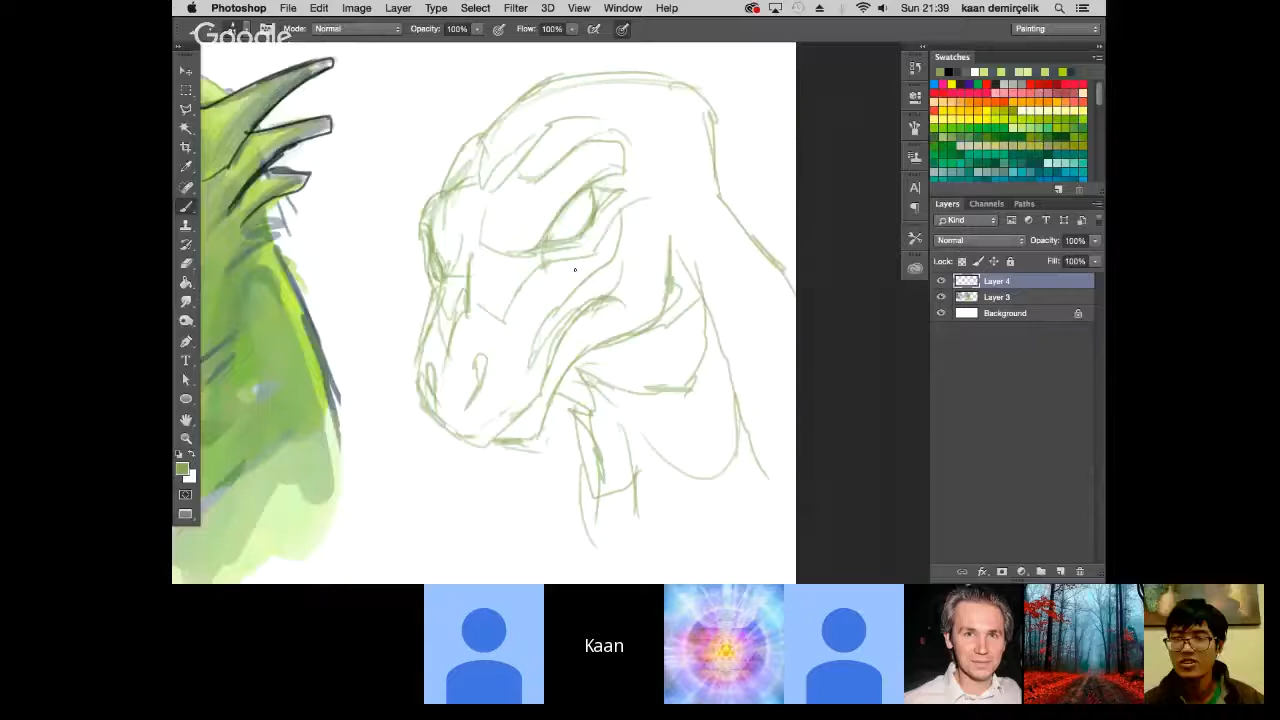 Photoshop File Edit Image Layer Type Select Filter 3D View Window Help Sun 21:39 kaan demirçelik
Google
Mode: Normal Opacity: 100% Flow: 100% Painting
Swatches
Layers Channels Paths
Kind
Normal Opacity: 100%
Lock: Fill: 100%
Layer 4
Layer 3
Background
Kaan